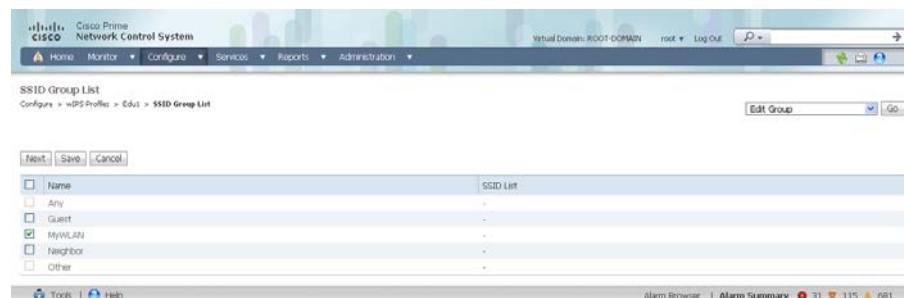 Cisco Prime
CISCO Network Control System
Virtual Domain: ROOT-DOMAIN root Log Out
Home Monitor Configure Services Reports Administration
SSID Group List
Configure > wIPS Profiles > Edu1 > SSID Group List
Edit Group Go
Next Save Cancel
Name SSID List
Any -
Guest -
MyWLAN -
Neighbor -
Other -
Tools | Help Alarm Browser | Alarm Summary 31 115 681